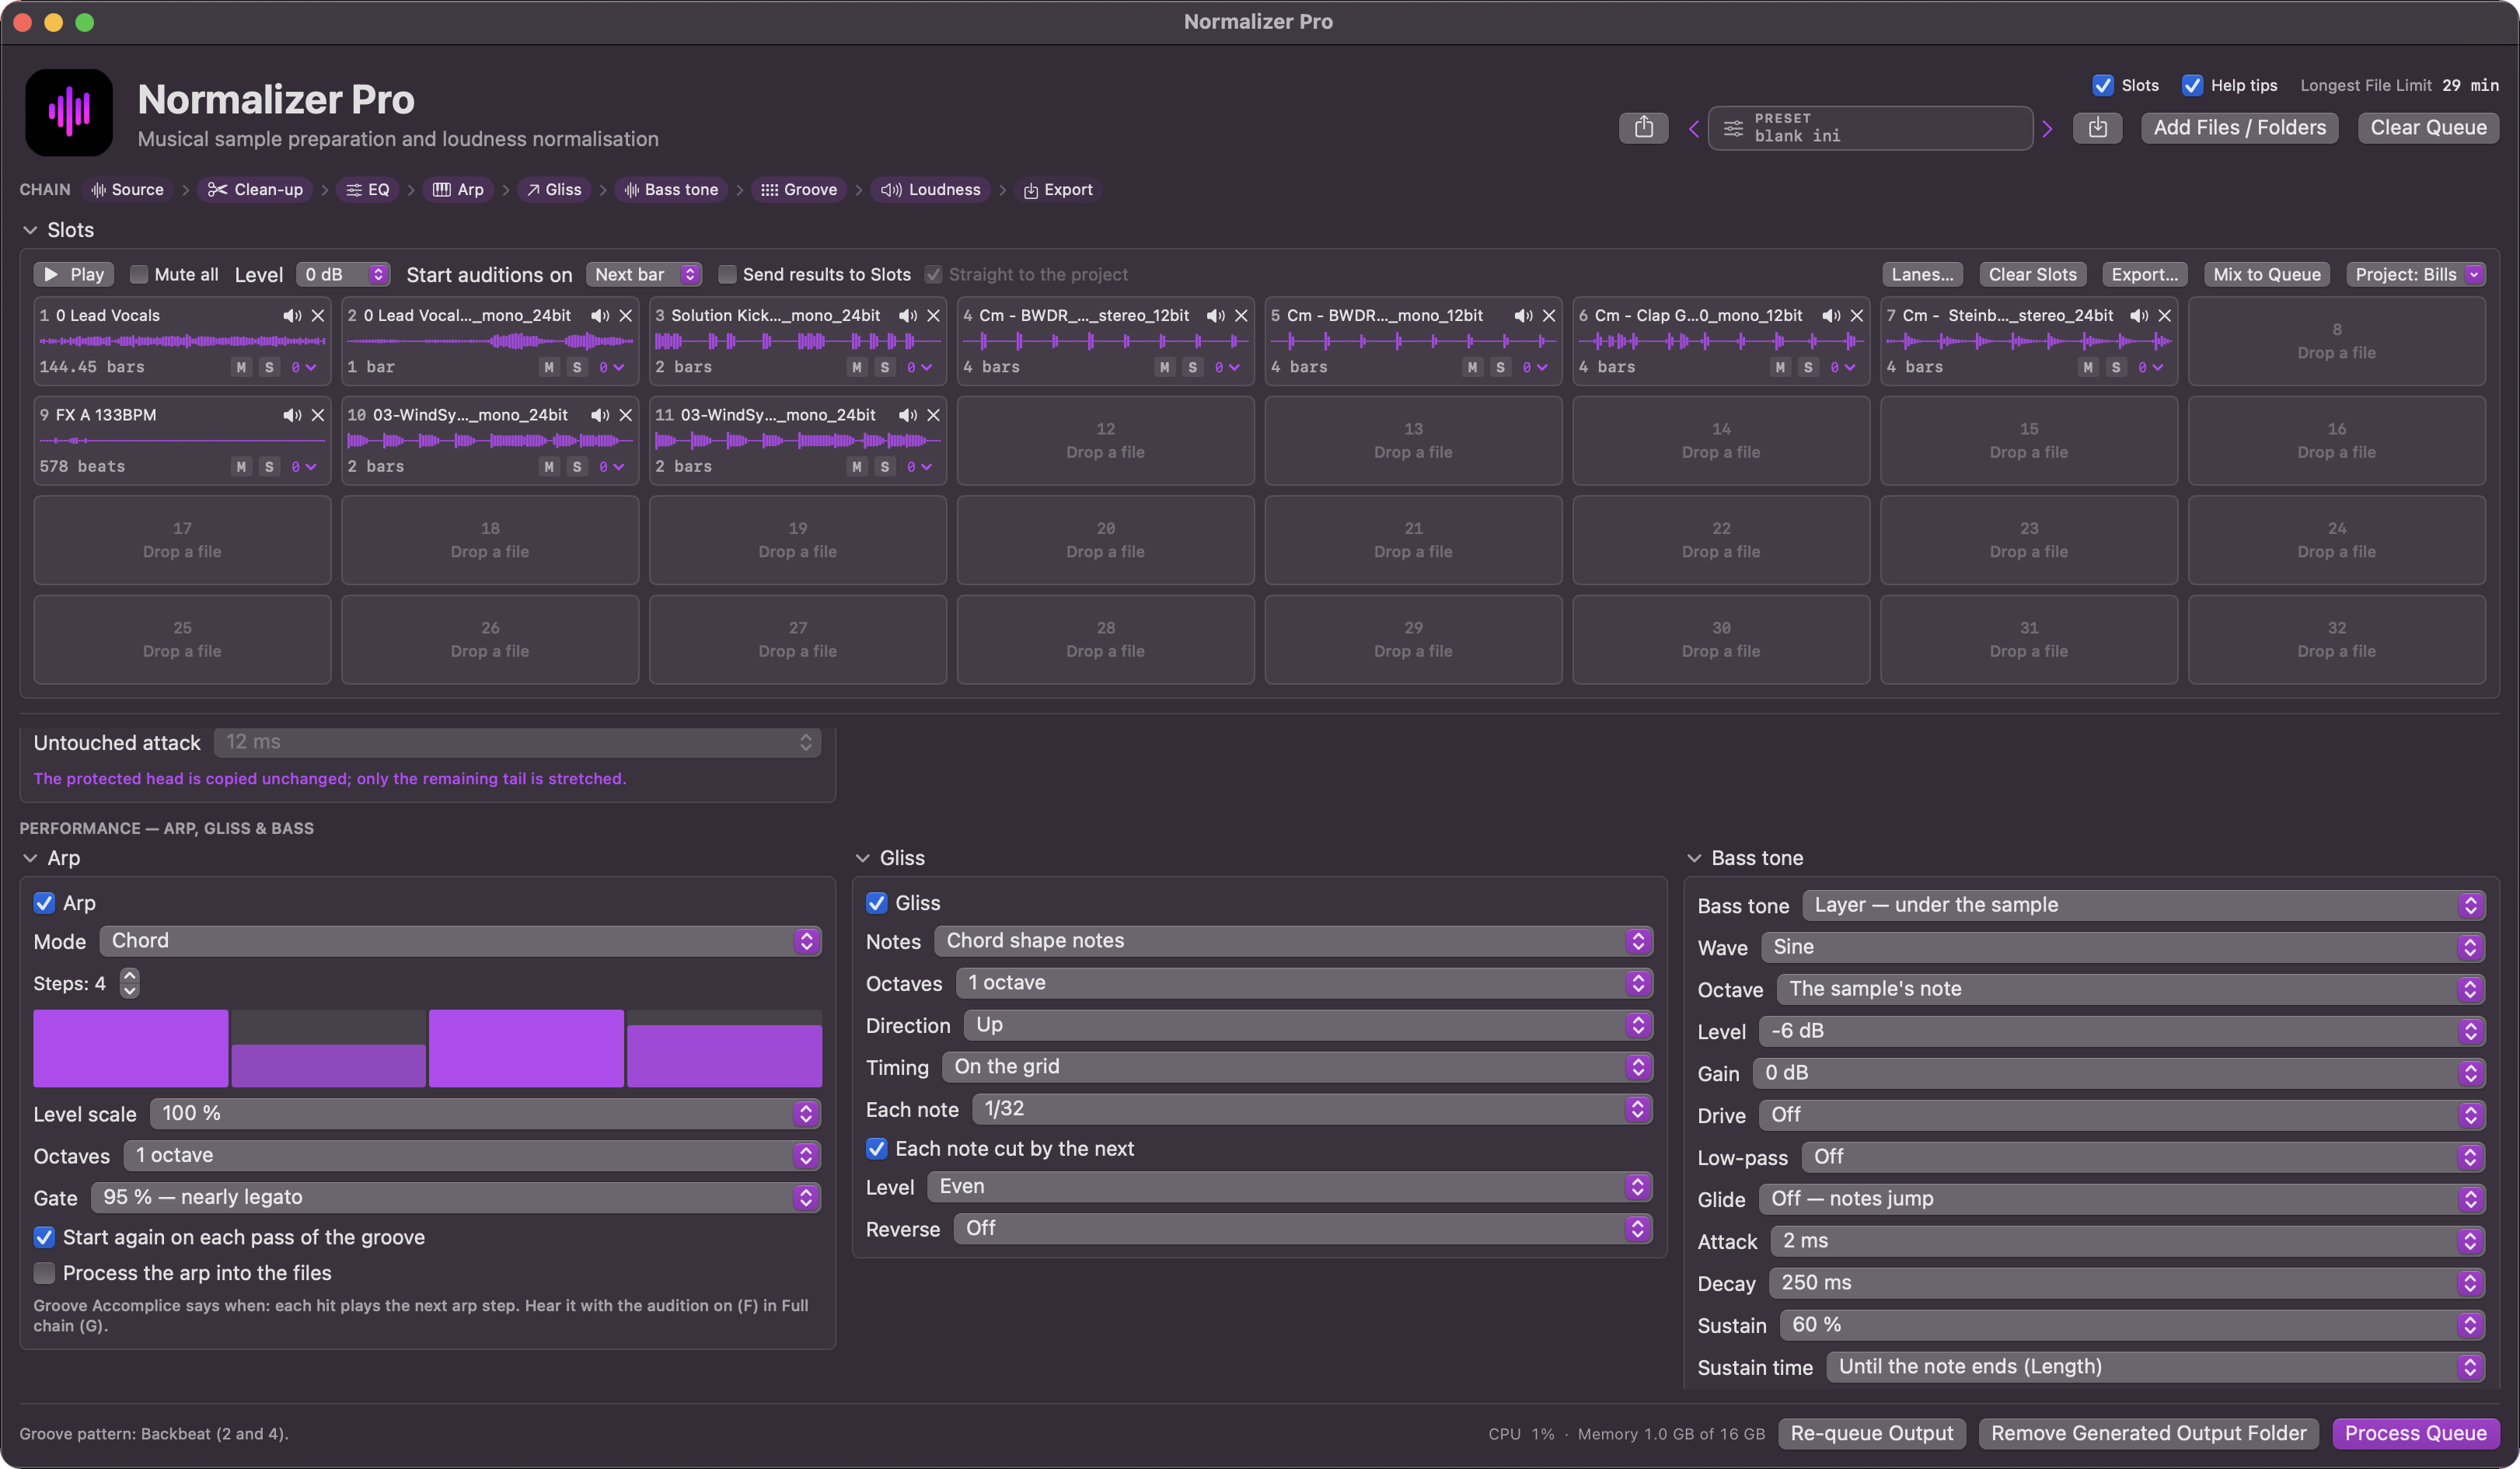 Normalizer Pro
Normalizer Pro
Musical sample preparation and loudness normalisation
Slots Help tips Longest File Limit 29 min
PRESET
blank ini
Add Files / Folders Clear Queue
CHAIN Source Clean-up EQ Arp Gliss Bass tone Groove Loudness Export
Slots
Play Mute all Level 0 dB Start auditions on Next bar Send results to Slots Straight to the project Lanes... Clear Slots Export... Mix to Queue Project: Bills
1 0 Lead Vocals
144.45 bars M S 0
2 0 Lead Vocal..._mono_24bit
1 bar M S 0
3 Solution Kick..._mono_24bit
2 bars M S 0
4 Cm - BWDR_..._stereo_12bit
4 bars M S 0
5 Cm - BWDR..._mono_12bit
4 bars M S 0
6 Cm - Clap G...0_mono_12bit
4 bars M S 0
7 Cm -  Steinb..._stereo_24bit
4 bars M S 0
8
Drop a file
9 FX A 133BPM
578 beats M S 0
10 03-WindSy..._mono_24bit
2 bars M S 0
11 03-WindSy..._mono_24bit
2 bars M S 0
12
Drop a file
13
Drop a file
14
Drop a file
15
Drop a file
16
Drop a file
17
Drop a file
18
Drop a file
19
Drop a file
20
Drop a file
21
Drop a file
22
Drop a file
23
Drop a file
24
Drop a file
25
Drop a file
26
Drop a file
27
Drop a file
28
Drop a file
29
Drop a file
30
Drop a file
31
Drop a file
32
Drop a file
Untouched attack 12 ms
The protected head is copied unchanged; only the remaining tail is stretched.
PERFORMANCE — ARP, GLISS & BASS
Arp
Arp
Mode Chord
Steps: 4
Level scale 100 %
Octaves 1 octave
Gate 95 % — nearly legato
Start again on each pass of the groove
Process the arp into the files
Groove Accomplice says when: each hit plays the next arp step. Hear it with the audition on (F) in Full
chain (G).
Gliss
Gliss
Notes Chord shape notes
Octaves 1 octave
Direction Up
Timing On the grid
Each note 1/32
Each note cut by the next
Level Even
Reverse Off
Bass tone
Bass tone Layer — under the sample
Wave Sine
Octave The sample's note
Level -6 dB
Gain 0 dB
Drive Off
Low-pass Off
Glide Off — notes jump
Attack 2 ms
Decay 250 ms
Sustain 60 %
Sustain time Until the note ends (Length)
Groove pattern: Backbeat (2 and 4).
CPU 1% · Memory 1.0 GB of 16 GB Re-queue Output Remove Generated Output Folder Process Queue